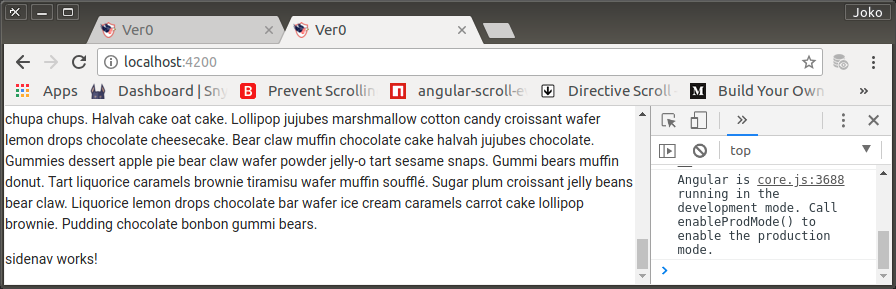 Joko
Ver0
Ver0
localhost:4200
Apps
Dashboard | Sny
Prevent Scrollin
angular-scroll-e
Directive Scroll
Build Your Own
»
chupa chups. Halvah cake oat cake. Lollipop jujubes marshmallow cotton candy croissant wafer
lemon drops chocolate cheesecake. Bear claw muffin chocolate cake halvah jujubes chocolate.
Gummies dessert apple pie bear claw wafer powder jelly-o tart sesame snaps. Gummi bears muffin
donut. Tart liquorice caramels brownie tiramisu wafer muffin soufflé. Sugar plum croissant jelly beans
bear claw. Liquorice lemon drops chocolate bar wafer ice cream caramels carrot cake lollipop
brownie. Pudding chocolate bonbon gummi bears.
sidenav works!
»
top
Angular is core.js:3688
running in the
development mode. Call
enableProdMode() to
enable the production
mode.
>